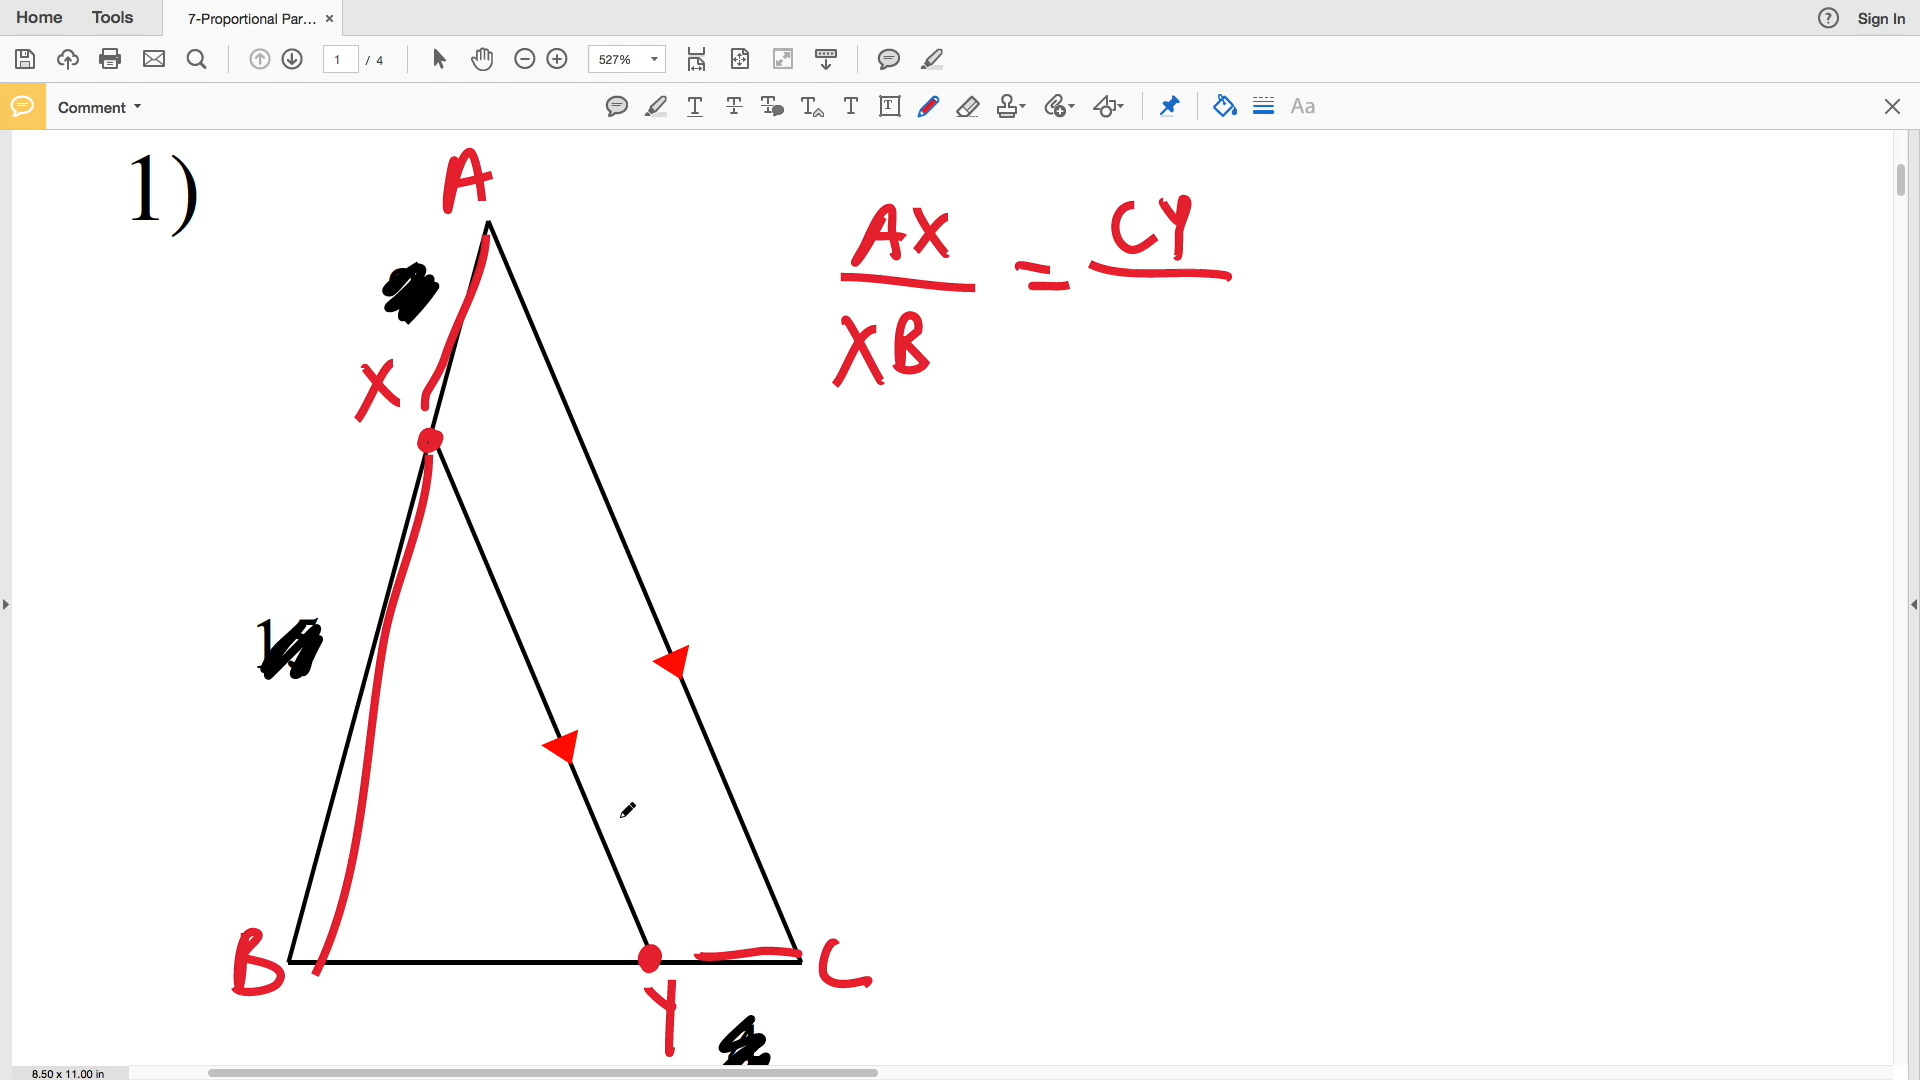 Home Tools 7-Proportional Par... × ? Sign In
1 / 4 527%
Comment T T T T T T Aa
1)
A
AX = CY
XB
X
B
C
Y
8.50 x 11.00 in